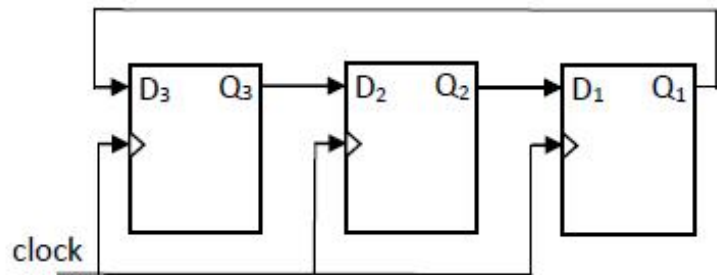 D₃ Q₃ D₂ Q₂ D₁ Q₁
clock